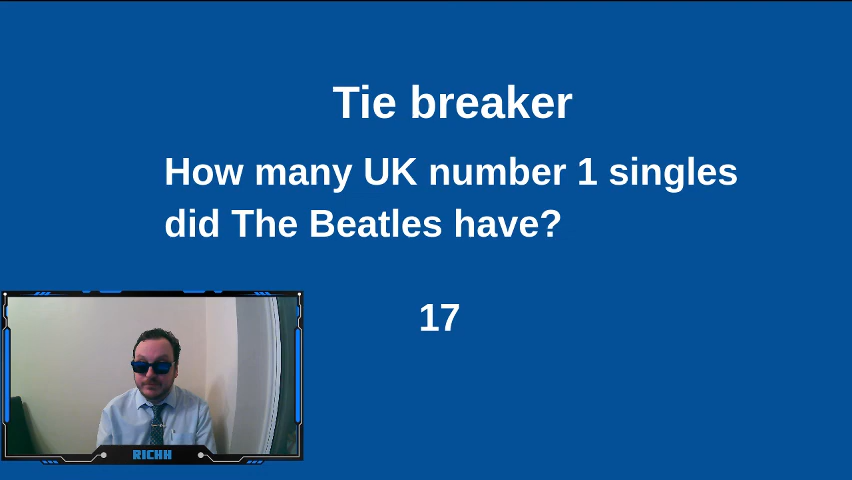 Tie breaker
How many UK number 1 singles
did The Beatles have?
17
RICHH